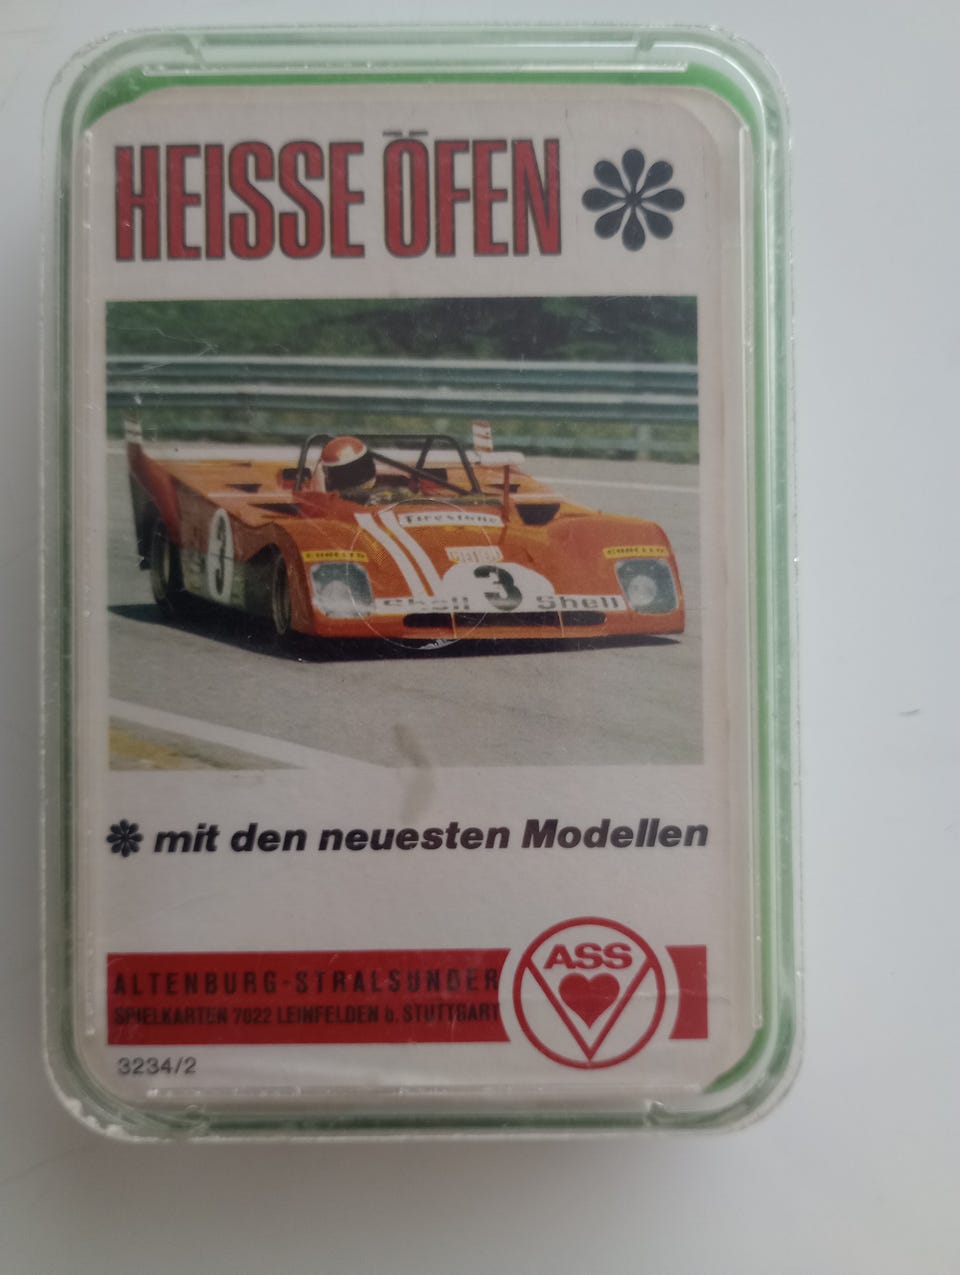 HEISSE ÖFEN *
Firestone
3
Shell 3 Shell
* mit den neuesten Modellen
ASS
ALTENBURG-STRALSUNDER
SPIELKARTEN 7022 LEINFELDEN b. STUTTGART
3234/2